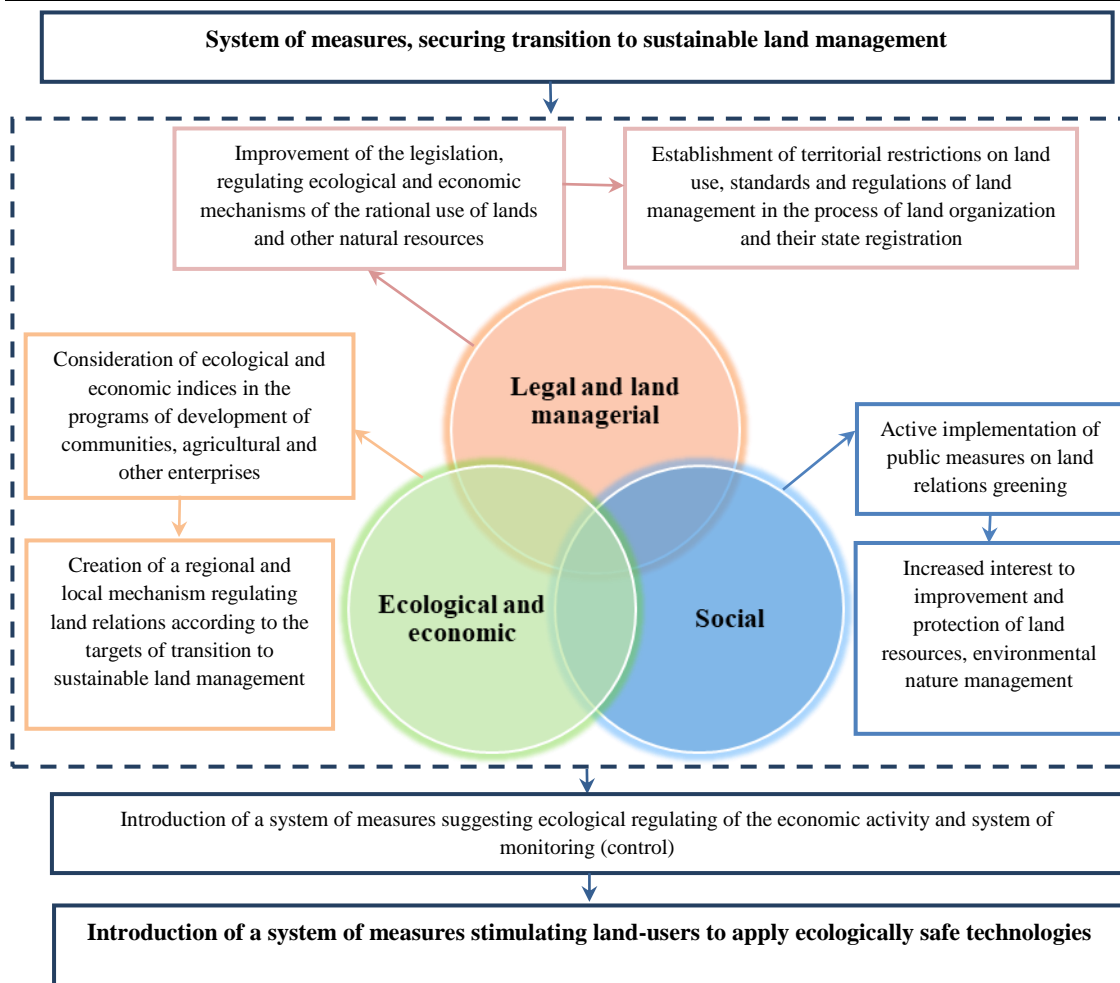 System of measures, securing transition to sustainable land management
Improvement of the legislation,
regulating ecological and economic
mechanisms of the rational use of lands
and other natural resources
Establishment of territorial restrictions on land
use, standards and regulations of land
management in the process of land organization
and their state registration
Legal and land
managerial
Consideration of ecological and
economic indices in the
programs of development of
communities, agricultural and
other enterprises
Active implementation of
public measures on land
relations greening
Creation of a regional and
local mechanism regulating
land relations according to the
targets of transition to
sustainable land management
Ecological and
economic
Social
Increased interest to
improvement and
protection of land
resources, environmental
nature management
Introduction of a system of measures suggesting ecological regulating of the economic activity and system of
monitoring (control)
Introduction of a system of measures stimulating land-users to apply ecologically safe technologies